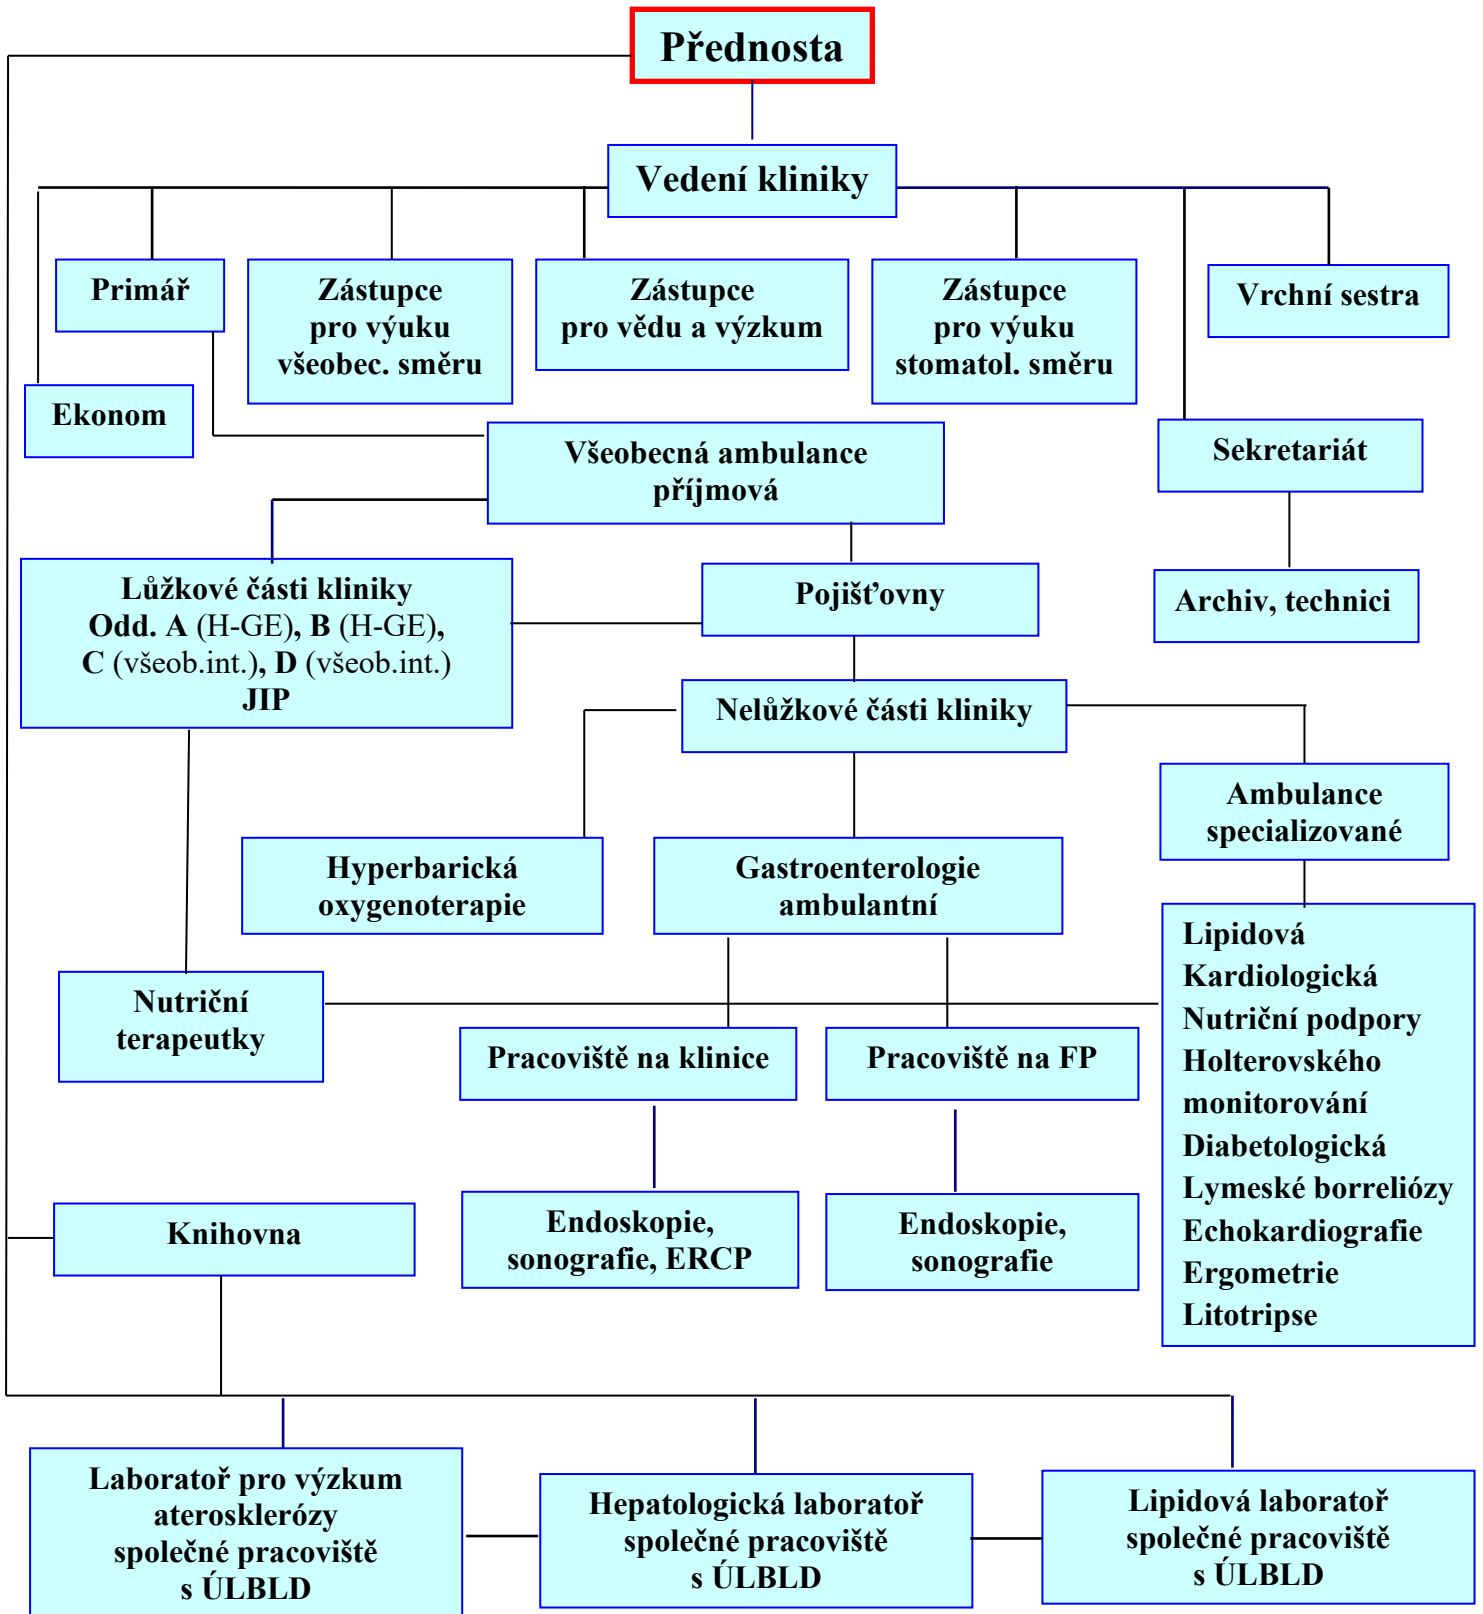 Přednosta
Vedení kliniky
Primář
Zástupce
pro výuku
všeobec. směru
Zástupce
pro vědu a výzkum
Zástupce
pro výuku
stomatol. směru
Vrchní sestra
Ekonom
Všeobecná ambulance
příjmová
Sekretariát
Lůžkové části kliniky
Odd. A (H-GE), B (H-GE),
C (všeob.int.), D (všeob.int.)
JIP
Pojišťovny
Archiv, technici
Nelůžkové části kliniky
Ambulance
specializované
Hyperbarická
oxygenoterapie
Gastroenterologie
ambulantní
Lipidová
Kardiologická
Nutriční podpory
Holterovského
monitorování
Diabetologická
Lymeské borreliózy
Echokardiografie
Ergometrie
Litotripse
Nutriční
terapeutky
Pracoviště na klinice
Pracoviště na FP
Knihovna
Endoskopie,
sonografie, ERCP
Endoskopie,
sonografie
Laboratoř pro výzkum
aterosklerózy
společné pracoviště
s ÚLBLD
Hepatologická laboratoř
společné pracoviště
s ÚLBLD
Lipidová laboratoř
společné pracoviště
s ÚLBLD